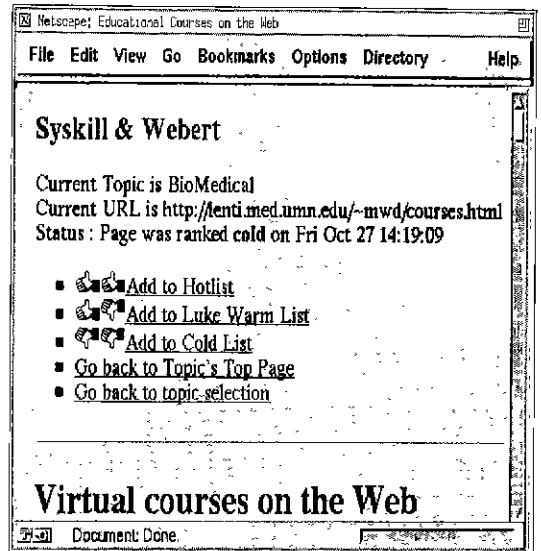 Netscape: Educational Courses on the Web
File Edit View Go Bookmarks Options Directory Help
Syskill & Webert
Current Topic is BioMedical
Current URL is http://lenti.med.umn.edu/~mwd/courses.html
Status : Page was ranked cold on Fri Oct 27 14:19:09
Add to Hotlist
Add to Luke Warm List
Add to Cold List
Go back to Topic's Top Page
Go back to topic-selection
Virtual courses on the Web
Document: Done.